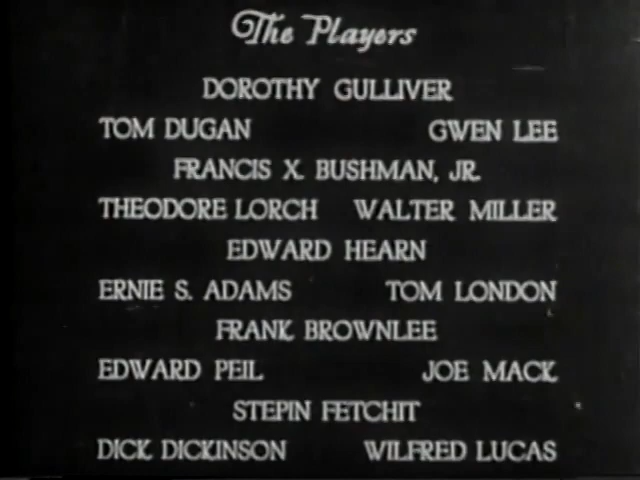 The Players
DOROTHY GULLIVER
TOM DUGAN GWEN LEE
FRANCIS X. BUSHMAN, JR.
THEODORE LORCH WALTER MILLER
EDWARD HEARN
ERNIE S. ADAMS TOM LONDON
FRANK BROWNLEE
EDWARD PEIL JOE MACK
STEPIN FETCHIT
DICK DICKINSON WILFRED LUCAS